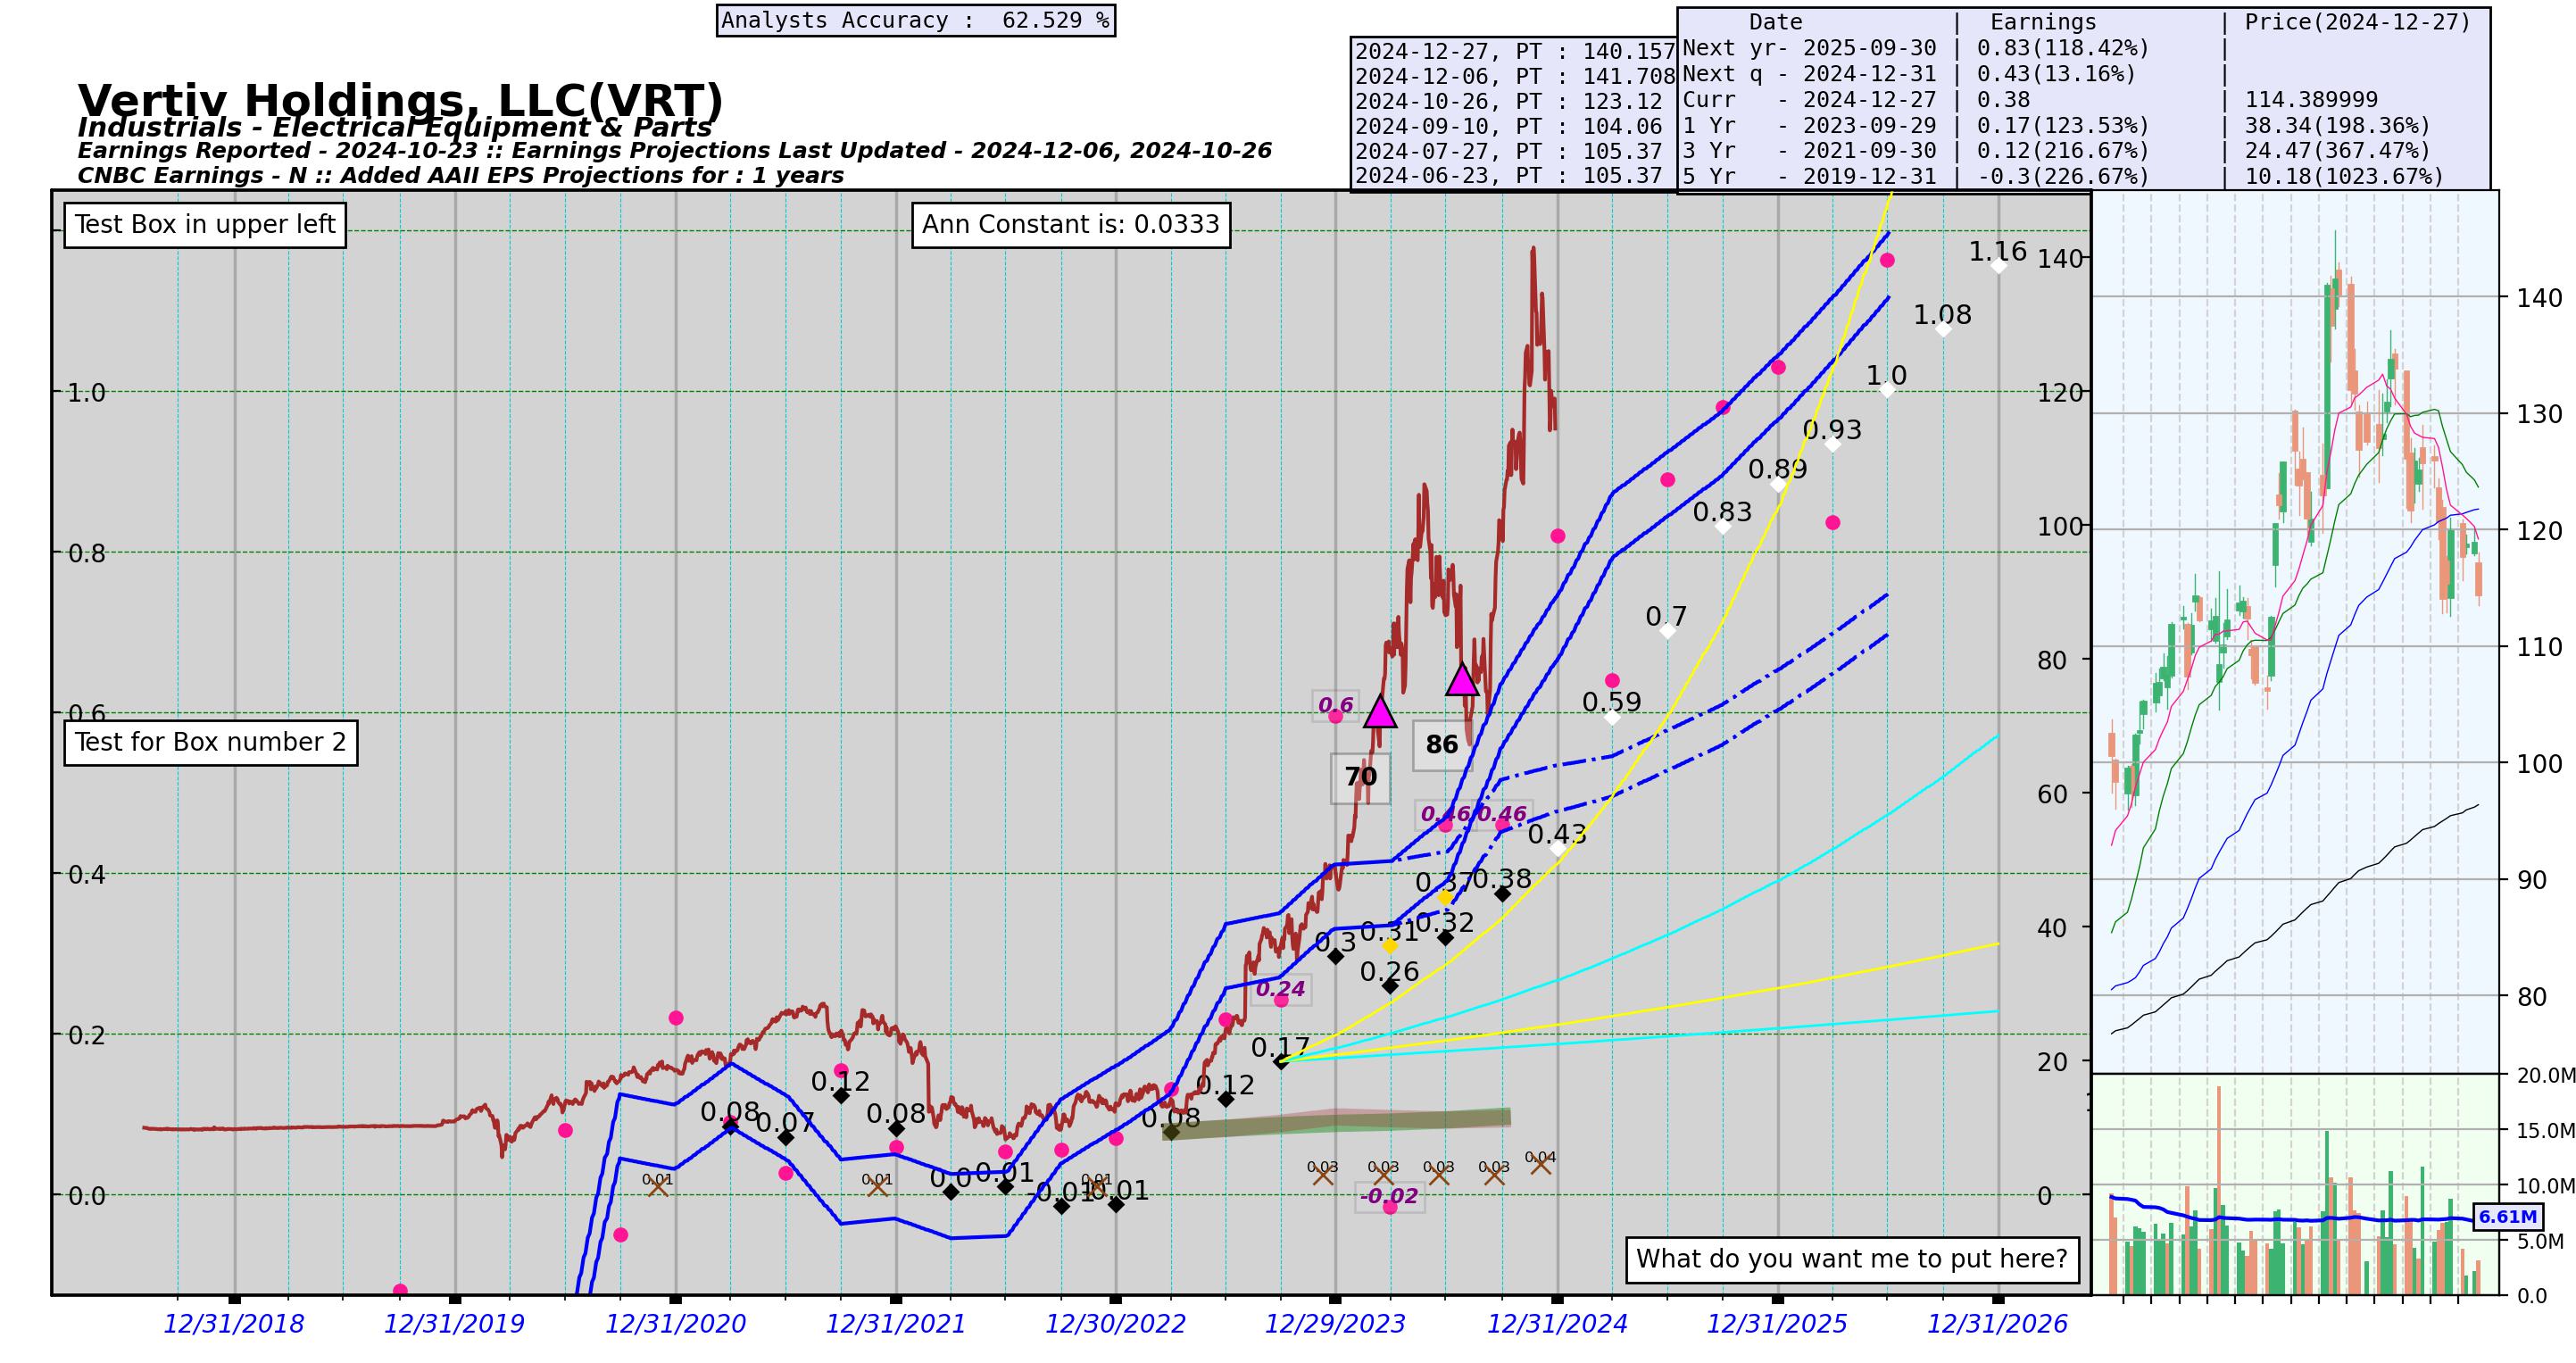 Analysts Accuracy :  62.529 %
Vertiv Holdings, LLC(VRT)
Industrials - Electrical Equipment & Parts
Earnings Reported - 2024-10-23 :: Earnings Projections Last Updated - 2024-12-06, 2024-10-26
CNBC Earnings - N :: Added AAII EPS Projections for : 1 years
2024-12-27, PT : 140.157
2024-12-06, PT : 141.708
2024-10-26, PT : 123.12
2024-09-10, PT : 104.06
2024-07-27, PT : 105.37
2024-06-23, PT : 105.37
Date | Earnings | Price(2024-12-27)
Next yr- 2025-09-30 | 0.83(118.42%) |
Next q - 2024-12-31 | 0.43(13.16%) |
Curr - 2024-12-27 | 0.38 | 114.389999
1 Yr - 2023-09-29 | 0.17(123.53%) | 38.34(198.36%)
3 Yr - 2021-09-30 | 0.12(216.67%) | 24.47(367.47%)
5 Yr - 2019-12-31 | -0.3(226.67%) | 10.18(1023.67%)
Test Box in upper left
Ann Constant is: 0.0333
Test for Box number 2
What do you want me to put here?
1.0
0.8
0.6
0.4
0.2
0.0
0.08
0.07
0.12
0.08
0.0
0.01
-0.01
-0.01
0.08
0.12
0.17
0.3
0.26
0.31
0.32
0.37
0.38
0.43
0.59
0.7
0.83
0.89
0.93
1.0
1.08
1.16
0.24
0.6
-0.02
0.46
0.46
70
86
0.01
0.01
0.01
0.03
0.03
0.03
0.03
0.04
140
120
100
80
60
40
20
0
140
130
120
110
100
90
80
20.0M
15.0M
10.0M
5.0M
0.0
6.61M
12/31/2018
12/31/2019
12/31/2020
12/31/2021
12/30/2022
12/29/2023
12/31/2024
12/31/2025
12/31/2026